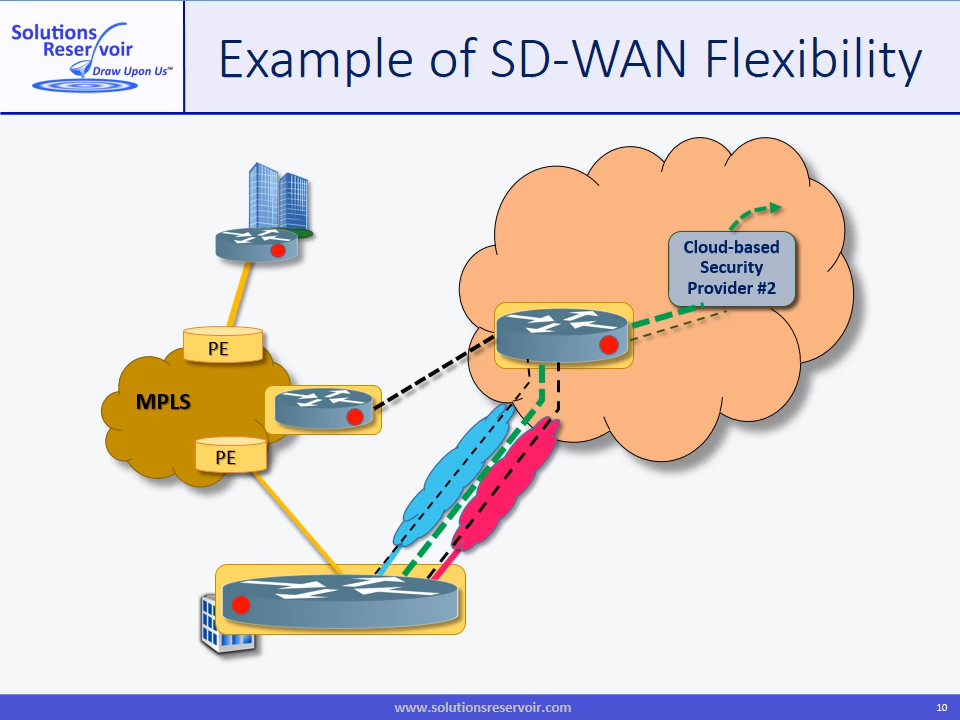 Solutions
Reservoir
Draw Upon Us™
Example of SD-WAN Flexibility
Cloud-based
Security
Provider #2
PE
MPLS
PE
www.solutionsreservoir.com
10